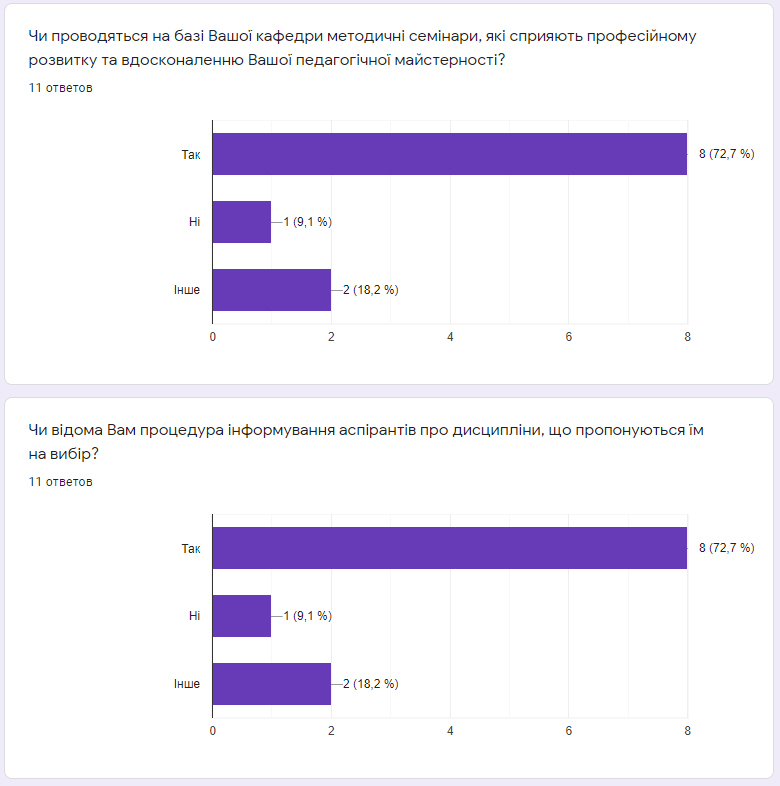 Чи проводяться на базі Вашої кафедри методичні семінари, які сприяють професійному
розвитку та вдосконаленню Вашої педагогічної майстерності?
11 ответов
Так
8 (72,7 %)
Ні
1 (9,1 %)
Інше
2 (18,2 %)
0
2
4
6
8
Чи відома Вам процедура інформування аспірантів про дисципліни, що пропонуються їм
на вибір?
11 ответов
Так
8 (72,7 %)
Ні
1 (9,1 %)
Інше
2 (18,2 %)
0
2
4
6
8